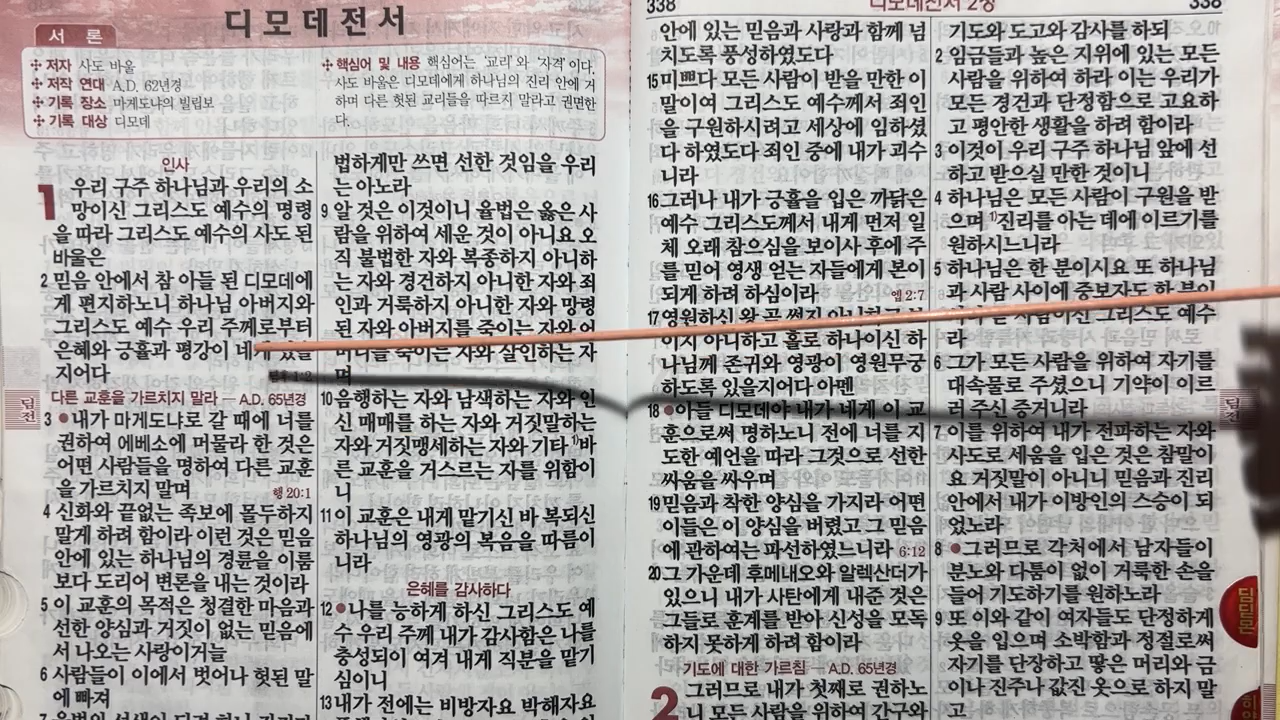 디모데전서
서 론
저자 사도 바울
저작 연대 A.D. 62년경
기록 장소 마게도냐의 빌립보
기록 대상 디모데
핵심어 및 내용 핵심어는 '교리'와 '자격'이다.
사도 바울은 디모데에게 하나님의 진리 안에 거
하며 다른 헛된 교리들을 따르지 말라고 권면한
다.
인사
1 우리 구주 하나님과 우리의 소
망이신 그리스도 예수의 명령
을 따라 그리스도 예수의 사도 된
바울은
2 믿음 안에서 참 아들 된 디모데에
게 편지하노니 하나님 아버지와
그리스도 예수 우리 주께로부터
은혜와 긍휼과 평강이 네게 있을
지어다
다른 교훈을 가르치지 말라 — A.D. 65년경
3 ●내가 마게도냐로 갈 때에 너를
권하여 에베소에 머물라 한 것은
어떤 사람들을 명하여 다른 교훈
을 가르치지 말며 행 20:1
4 신화와 끝없는 족보에 몰두하지
말게 하려 함이라 이런 것은 믿음
안에 있는 하나님의 경륜을 이룸
보다 도리어 변론을 내는 것이라
5 이 교훈의 목적은 청결한 마음과
선한 양심과 거짓이 없는 믿음에
서 나오는 사랑이거늘
6 사람들이 이에서 벗어나 헛된 말
에 빠져
법하게만 쓰면 선한 것임을 우리
는 아노라
9 알 것은 이것이니 율법은 옳은 사
람을 위하여 세운 것이 아니요 오
직 불법한 자와 복종하지 아니하
는 자와 경건하지 아니한 자와 죄
인과 거룩하지 아니한 자와 망령
된 자와 아버지를 죽이는 자와 어
머니를 죽이는 자와 살인하는 자
며
10 음행하는 자와 남색하는 자와 인
신 매매를 하는 자와 거짓말하는
자와 거짓맹세하는 자와 기타 1)바
른 교훈을 거스르는 자를 위함이
니
11 이 교훈은 내게 맡기신 바 복되신
하나님의 영광의 복음을 따름이
니라
은혜를 감사하다
12 ●나를 능하게 하신 그리스도 예
수 우리 주께 내가 감사함은 나를
충성되이 여겨 내게 직분을 맡기
심이니
13 내가 전에는 비방자요 박해자요
338 디모데전서 2장 338
안에 있는 믿음과 사랑과 함께 넘
치도록 풍성하였도다
15 미쁘다 모든 사람이 받을 만한 이
말이여 그리스도 예수께서 죄인
을 구원하시려고 세상에 임하셨
다 하였도다 죄인 중에 내가 괴수
니라
16 그러나 내가 긍휼을 입은 까닭은
예수 그리스도께서 내게 먼저 일
체 오래 참으심을 보이사 후에 주
를 믿어 영생 얻는 자들에게 본이
되게 하려 하심이라 엡 2:7
17 영원하신 왕 곧 썩지 아니하고 보
이지 아니하고 홀로 하나이신 하
나님께 존귀와 영광이 영원무궁
하도록 있을지어다 아멘
18 ●아들 디모데야 내가 네게 이 교
훈으로써 명하노니 전에 너를 지
도한 예언을 따라 그것으로 선한
싸움을 싸우며
19 믿음과 착한 양심을 가지라 어떤
이들은 이 양심을 버렸고 그 믿음
에 관하여는 파선하였느니라 6:12
20 그 가운데 후메내오와 알렉산더가
있으니 내가 사탄에게 내준 것은
그들로 훈계를 받아 신성을 모독
하지 못하게 하려 함이라
기도에 대한 가르침 — A.D. 65년경
2 그러므로 내가 첫째로 권하노
니 모든 사람을 위하여 간구와
기도와 도고와 감사를 하되
2 임금들과 높은 지위에 있는 모든
사람을 위하여 하라 이는 우리가
모든 경건과 단정함으로 고요하
고 평안한 생활을 하려 함이라
3 이것이 우리 구주 하나님 앞에 선
하고 받으실 만한 것이니
4 하나님은 모든 사람이 구원을 받
으며 1)진리를 아는 데에 이르기를
원하시느니라
5 하나님은 한 분이시요 또 하나님
과 사람 사이에 중보자도 한 분이
사람이신 그리스도 예수
라
6 그가 모든 사람을 위하여 자기를
대속물로 주셨으니 기약이 이르
러 주신 증거니라
7 이를 위하여 내가 전파하는 자와
사도로 세움을 입은 것은 참말이
요 거짓말이 아니니 믿음과 진리
안에서 내가 이방인의 스승이 되
었노라
8 ●그러므로 각처에서 남자들이
분노와 다툼이 없이 거룩한 손을
들어 기도하기를 원하노라
9 또 이와 같이 여자들도 단정하게
옷을 입으며 소박함과 정절로써
자기를 단장하고 땋은 머리와 금
이나 진주나 값진 옷으로 하지 말
고
딤전
딤전
딤딛몬